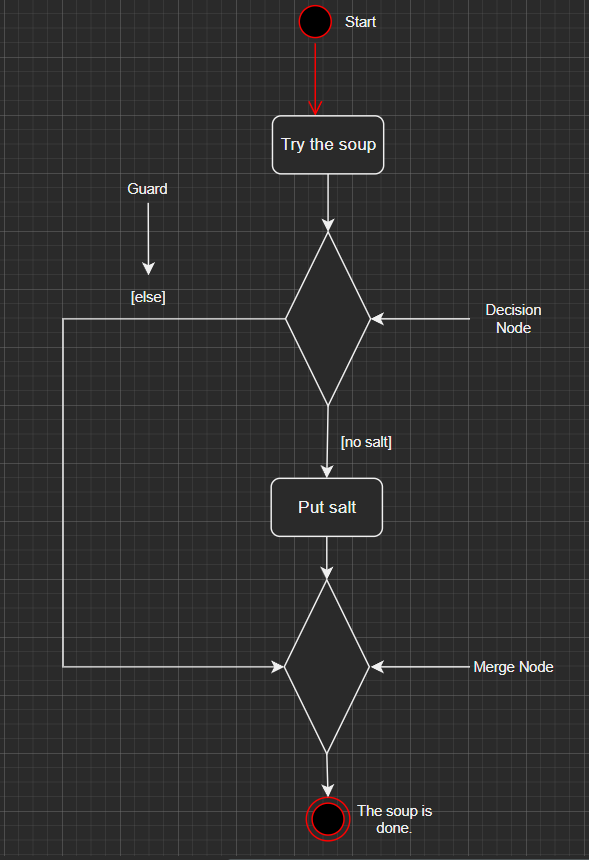 Start
Try the soup
Guard
[else]
Decision
Node
[no salt]
Put salt
Merge Node
The soup is
done.